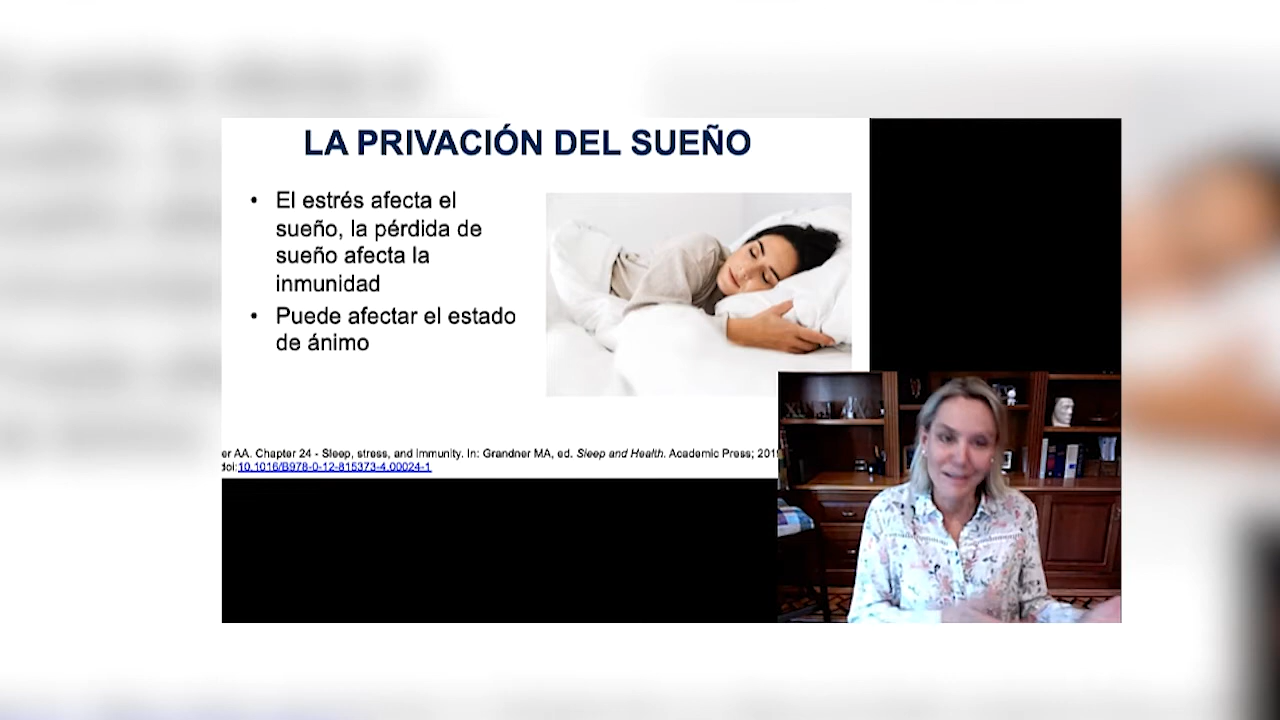 LA PRIVACIÓN DEL SUEÑO
• El estrés afecta el
sueño, la pérdida de
sueño afecta la
inmunidad
• Puede afectar el estado
de ánimo
er AA. Chapter 24 - Sleep, stress, and immunity. In: Grandner MA, ed. Sleep and Health. Academic Press; 201
doi:10.1016/B978-0-12-815373-4.00024-1